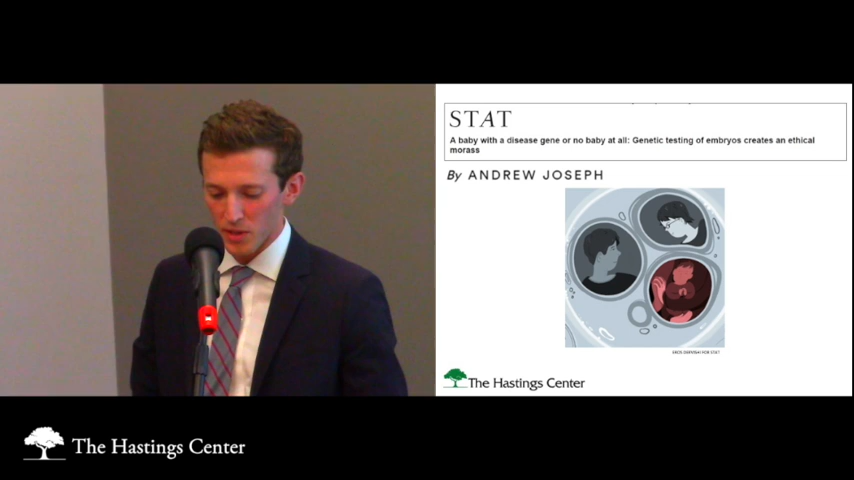 STAT
A baby with a disease gene or no baby at all: Genetic testing of embryos creates an ethical
morass
By ANDREW JOSEPH
The Hastings Center
The Hastings Center